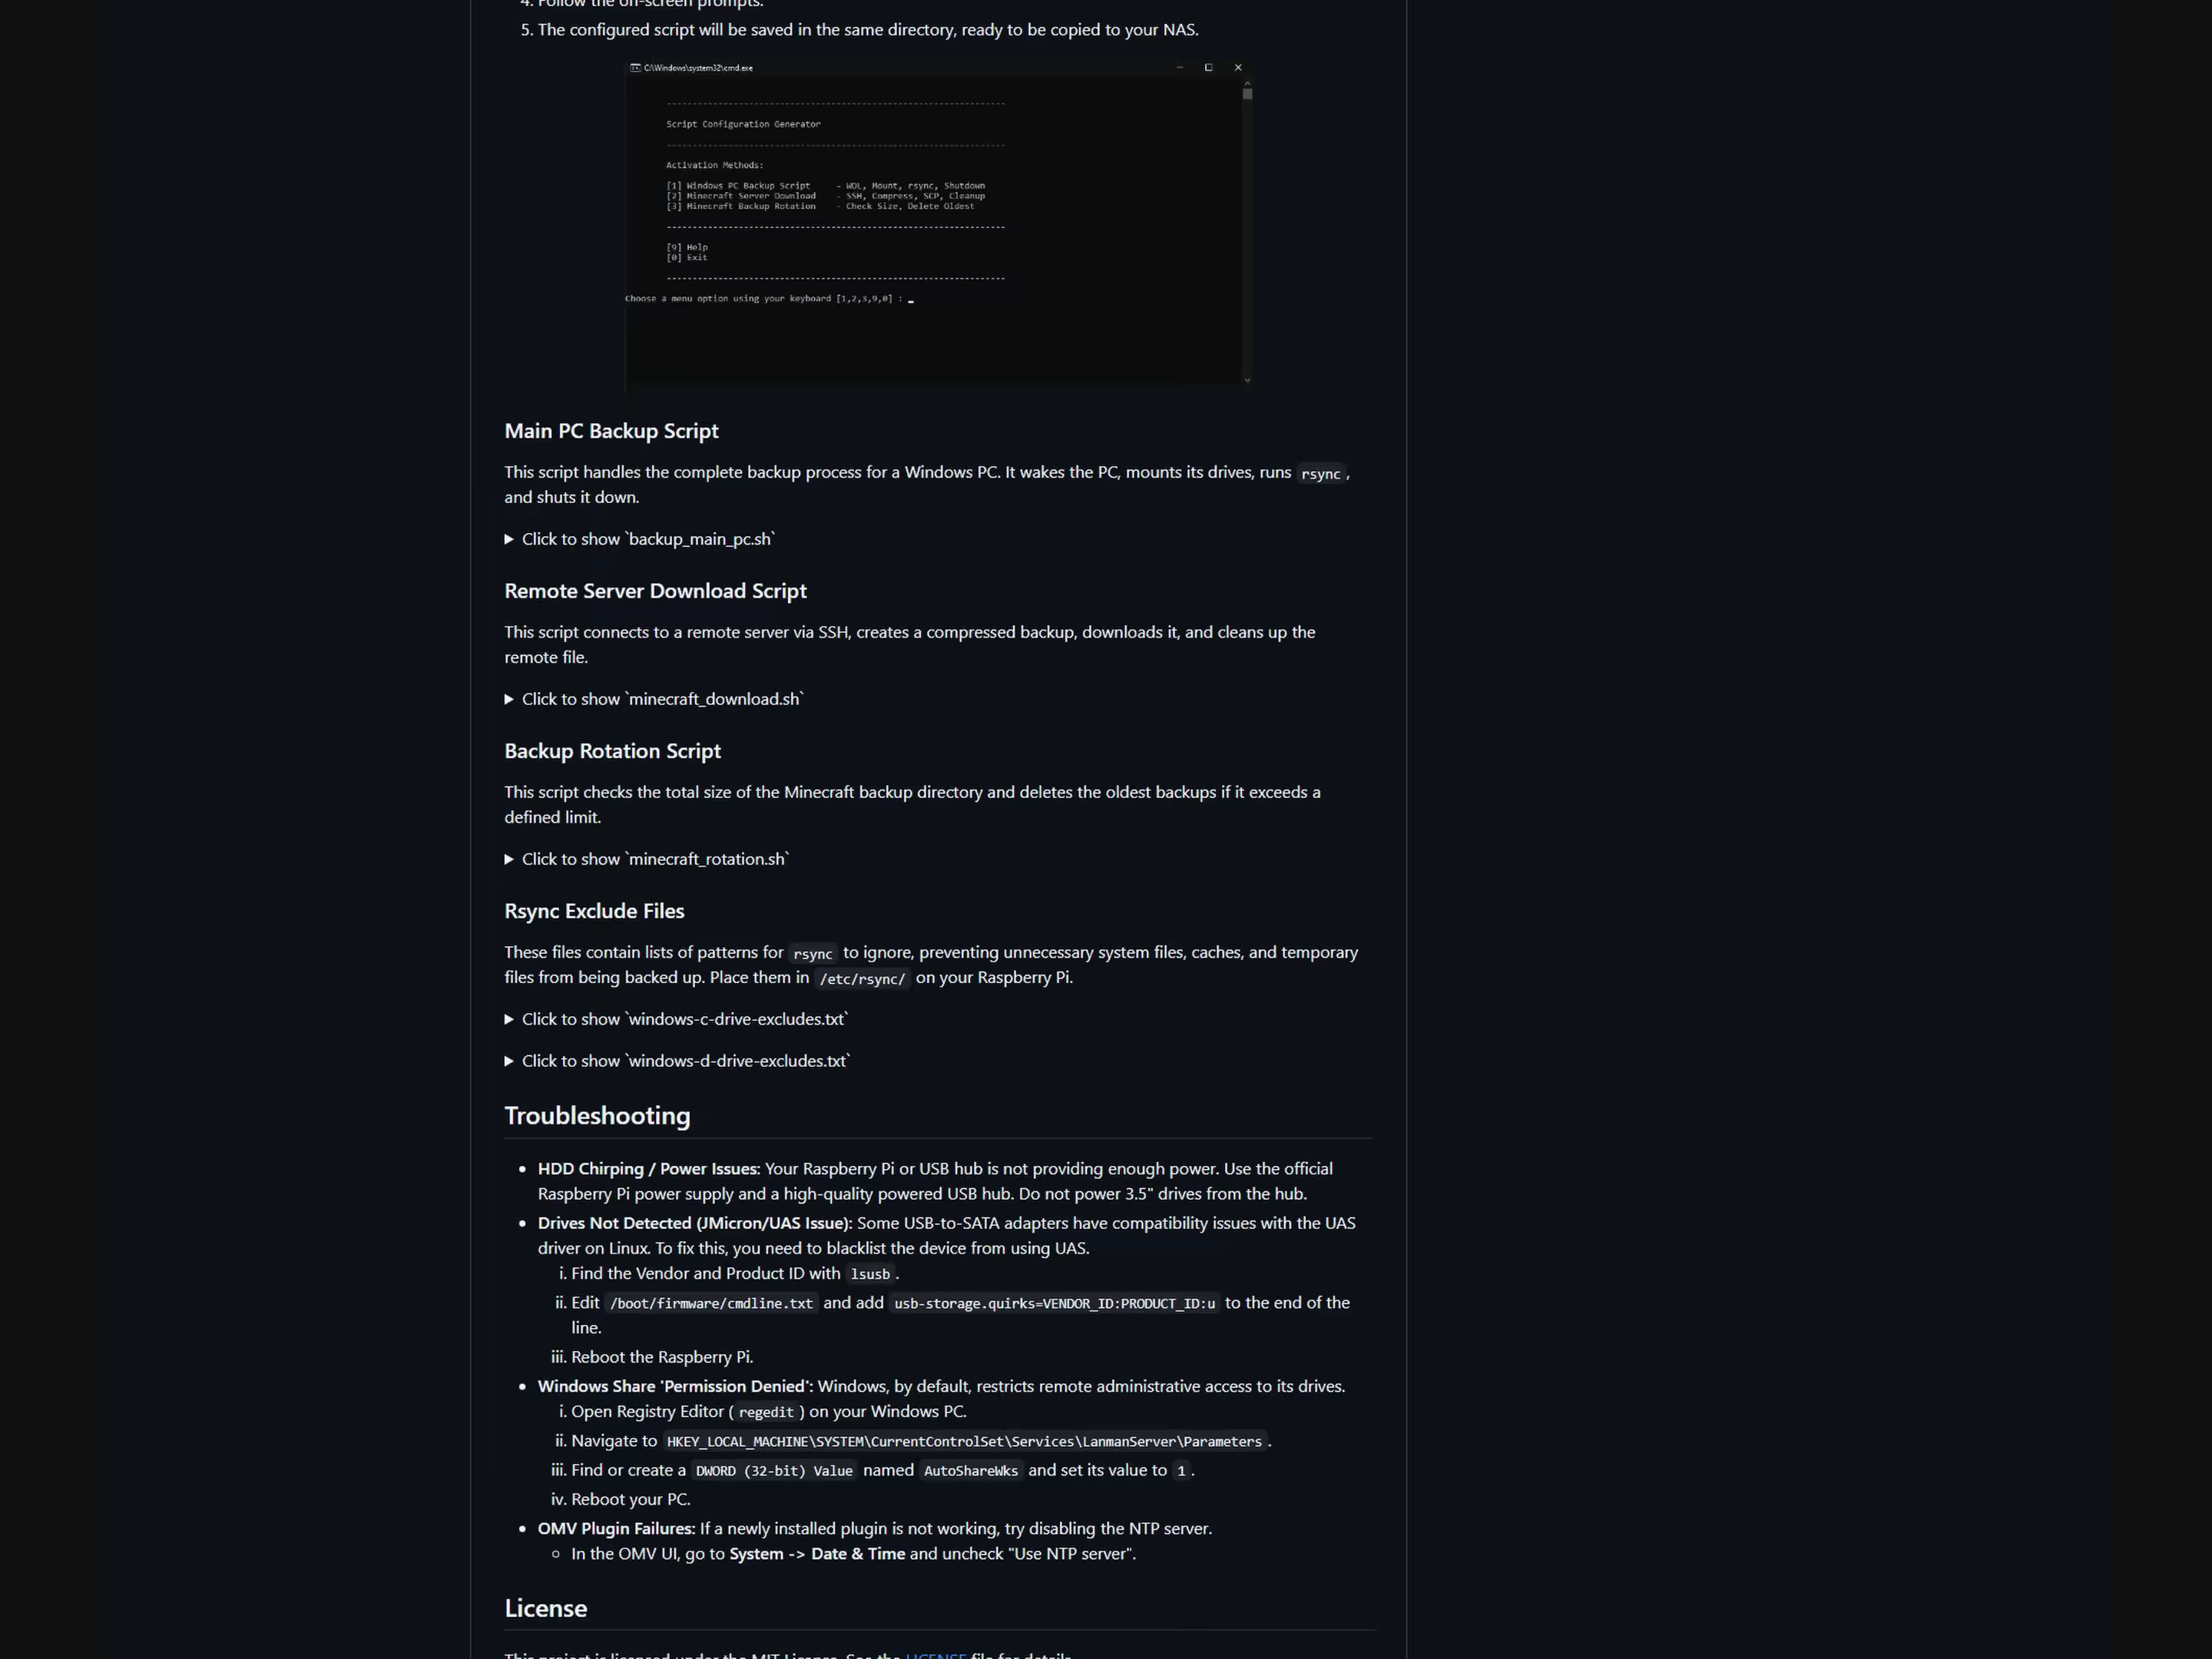 4. Follow the on-screen prompts.
5. The configured script will be saved in the same directory, ready to be copied to your NAS.
C:\Windows\system32\cmd.exe
Script Configuration Generator
Activation Methods:
[1] Windows PC Backup Script - WOL, Mount, rsync, Shutdown
[2] Minecraft Server Download - SSH, Compress, SCP, Cleanup
[3] Minecraft Backup Rotation - Check Size, Delete Oldest
[9] Help
[0] Exit
Choose a menu option using your keyboard [1,2,3,9,0] : _
Main PC Backup Script
This script handles the complete backup process for a Windows PC. It wakes the PC, mounts its drives, runs rsync,
and shuts it down.
▶ Click to show `backup_main_pc.sh`
Remote Server Download Script
This script connects to a remote server via SSH, creates a compressed backup, downloads it, and cleans up the
remote file.
▶ Click to show `minecraft_download.sh`
Backup Rotation Script
This script checks the total size of the Minecraft backup directory and deletes the oldest backups if it exceeds a
defined limit.
▶ Click to show `minecraft_rotation.sh`
Rsync Exclude Files
These files contain lists of patterns for rsync to ignore, preventing unnecessary system files, caches, and temporary
files from being backed up. Place them in /etc/rsync/ on your Raspberry Pi.
▶ Click to show `windows-c-drive-excludes.txt`
▶ Click to show `windows-d-drive-excludes.txt`
Troubleshooting
• HDD Chirping / Power Issues: Your Raspberry Pi or USB hub is not providing enough power. Use the official
Raspberry Pi power supply and a high-quality powered USB hub. Do not power 3.5" drives from the hub.
• Drives Not Detected (JMicron/UAS Issue): Some USB-to-SATA adapters have compatibility issues with the UAS
driver on Linux. To fix this, you need to blacklist the device from using UAS.
i. Find the Vendor and Product ID with lsusb.
ii. Edit /boot/firmware/cmdline.txt and add usb-storage.quirks=VENDOR_ID:PRODUCT_ID:u to the end of the
line.
iii. Reboot the Raspberry Pi.
• Windows Share 'Permission Denied': Windows, by default, restricts remote administrative access to its drives.
i. Open Registry Editor (regedit) on your Windows PC.
ii. Navigate to HKEY_LOCAL_MACHINE\SYSTEM\CurrentControlSet\Services\LanmanServer\Parameters.
iii. Find or create a DWORD (32-bit) Value named AutoShareWks and set its value to 1.
iv. Reboot your PC.
• OMV Plugin Failures: If a newly installed plugin is not working, try disabling the NTP server.
○ In the OMV UI, go to System -> Date & Time and uncheck "Use NTP server".
License
This project is licensed under the MIT License. See the LICENSE file for details.